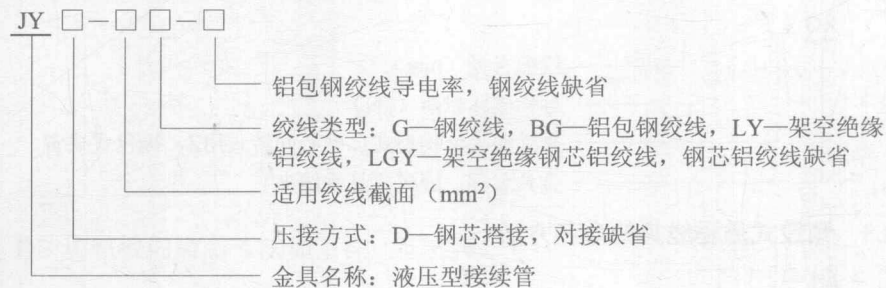 JY □－□ □－□
铝包钢绞线导电率，钢绞线缺省
绞线类型：G—钢绞线，BG—铝包钢绞线，LY—架空绝缘
铝绞线，LGY—架空绝缘钢芯铝绞线，钢芯铝绞线缺省
适用绞线截面（mm²）
压接方式：D—钢芯搭接，对接缺省
金具名称：液压型接续管